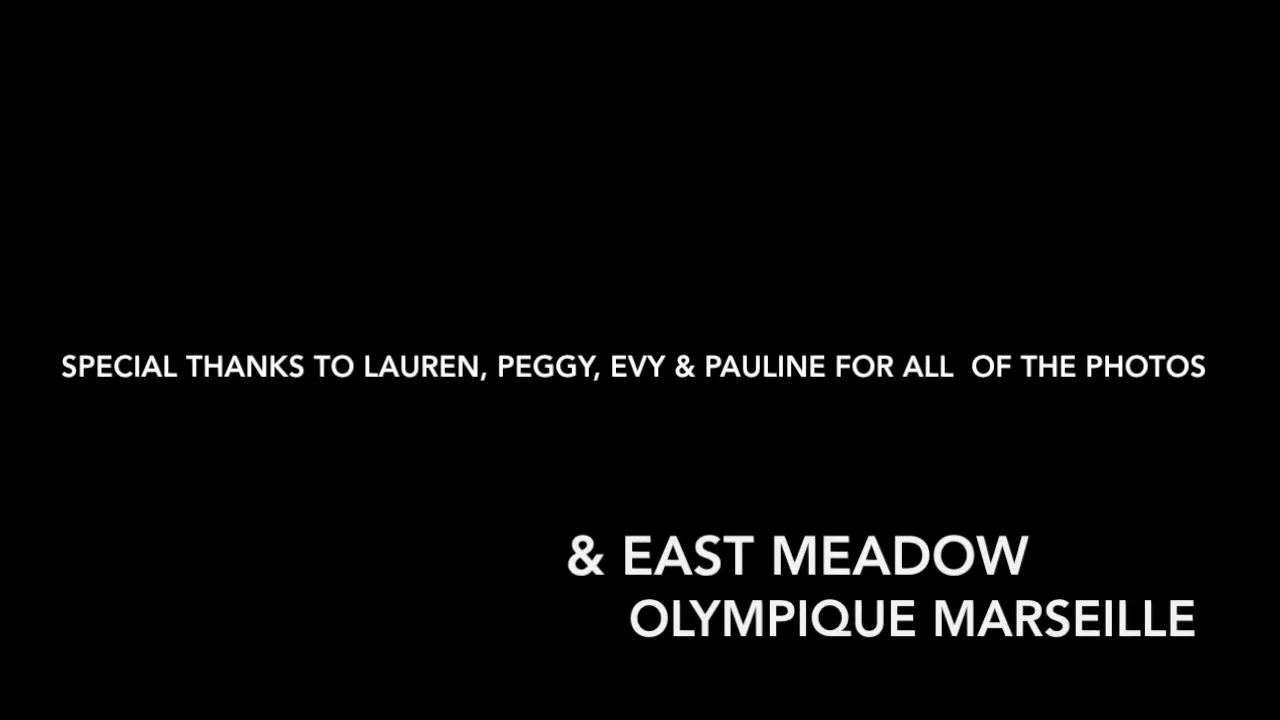 SPECIAL THANKS TO LAUREN, PEGGY, EVY & PAULINE FOR ALL  OF THE PHOTOS
& EAST MEADOW
OLYMPIQUE MARSEILLE